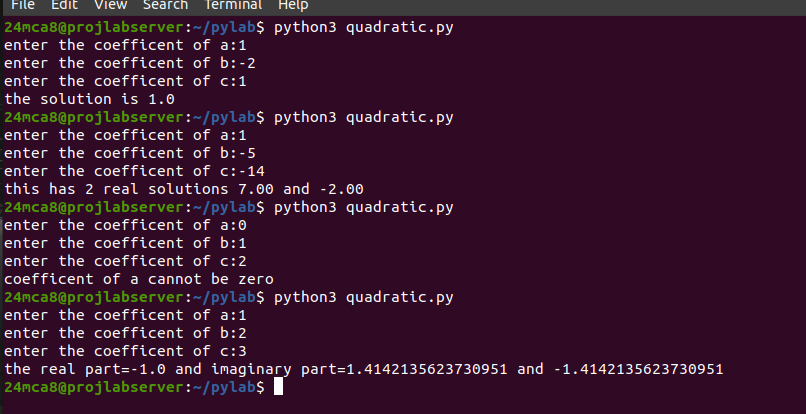 File Edit View Search Terminal Help
24mca8@projlabserver:~/pylab$ python3 quadratic.py
enter the coefficent of a:1
enter the coefficent of b:-2
enter the coefficent of c:1
the solution is 1.0
24mca8@projlabserver:~/pylab$ python3 quadratic.py
enter the coefficent of a:1
enter the coefficent of b:-5
enter the coefficent of c:-14
this has 2 real solutions 7.00 and -2.00
24mca8@projlabserver:~/pylab$ python3 quadratic.py
enter the coefficent of a:0
enter the coefficent of b:1
enter the coefficent of c:2
coefficent of a cannot be zero
24mca8@projlabserver:~/pylab$ python3 quadratic.py
enter the coefficent of a:1
enter the coefficent of b:2
enter the coefficent of c:3
the real part=-1.0 and imaginary part=1.4142135623730951 and -1.4142135623730951
24mca8@projlabserver:~/pylab$